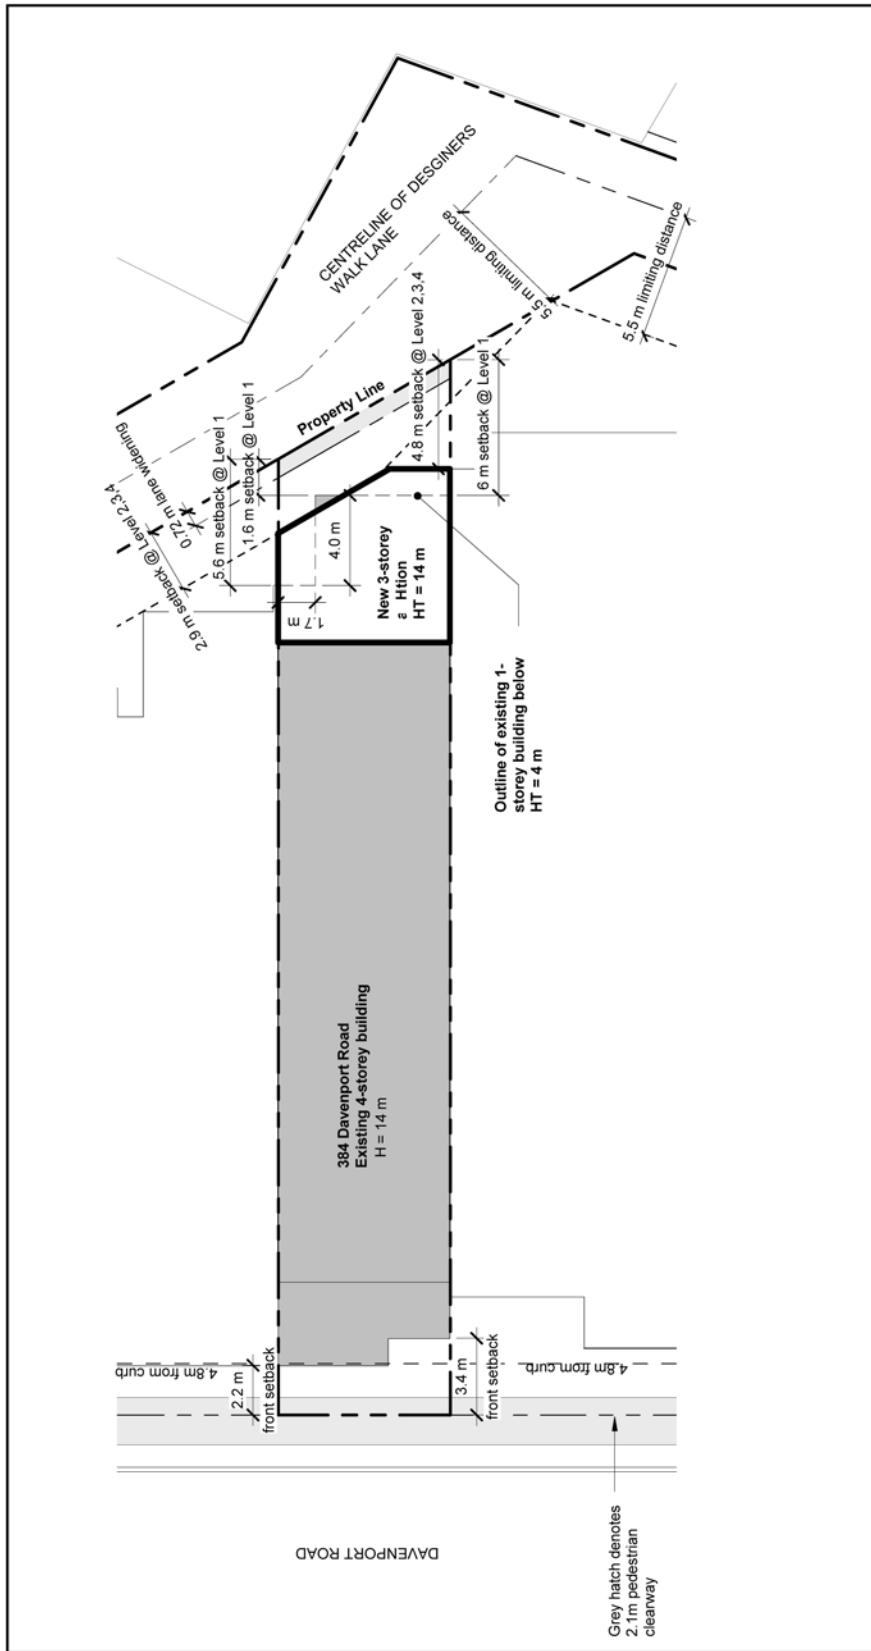 CENTRELINE OF DESGINERS
WALK LANE
5.5 m limiting distance
5.5 m limiting distance
Property Line
4.8 m setback @ Level 2,3,4
6 m setback @ Level 1
0.72 m lane widening
2.9 m setback @ Level 2,3,4
5.6 m setback @ Level 1
1.6 m setback @ Level 1
4.0 m
1.7 m
New 3-storey
HT = 14 m
Outline of existing 1-
storey building below
HT = 4 m
384 Davenport Road
Existing 4-storey building
H = 14 m
4.8m from curb
2.2 m
front setback
3.4 m
front setback
4.8m from curb
DAVENPORT ROAD
Grey hatch denotes
2.1m pedestrian
clearway